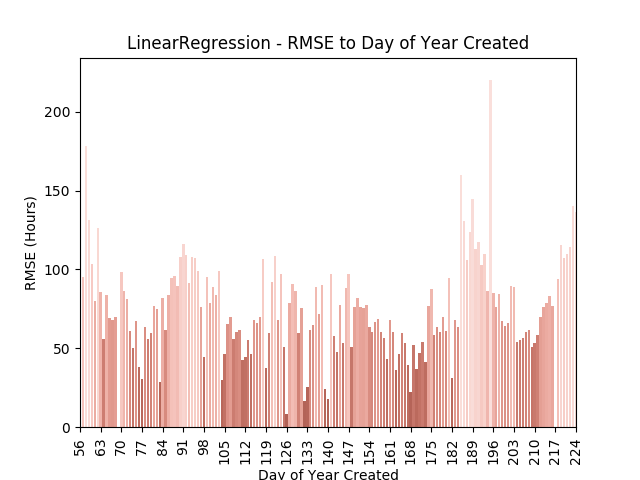 LinearRegression - RMSE to Day of Year Created
RMSE (Hours)
200
150
100
50
0
56 63 70 77 84 91 98 105 112 119 126 133 140 147 154 161 168 175 182 189 196 203 210 217 224
Day of Year Created